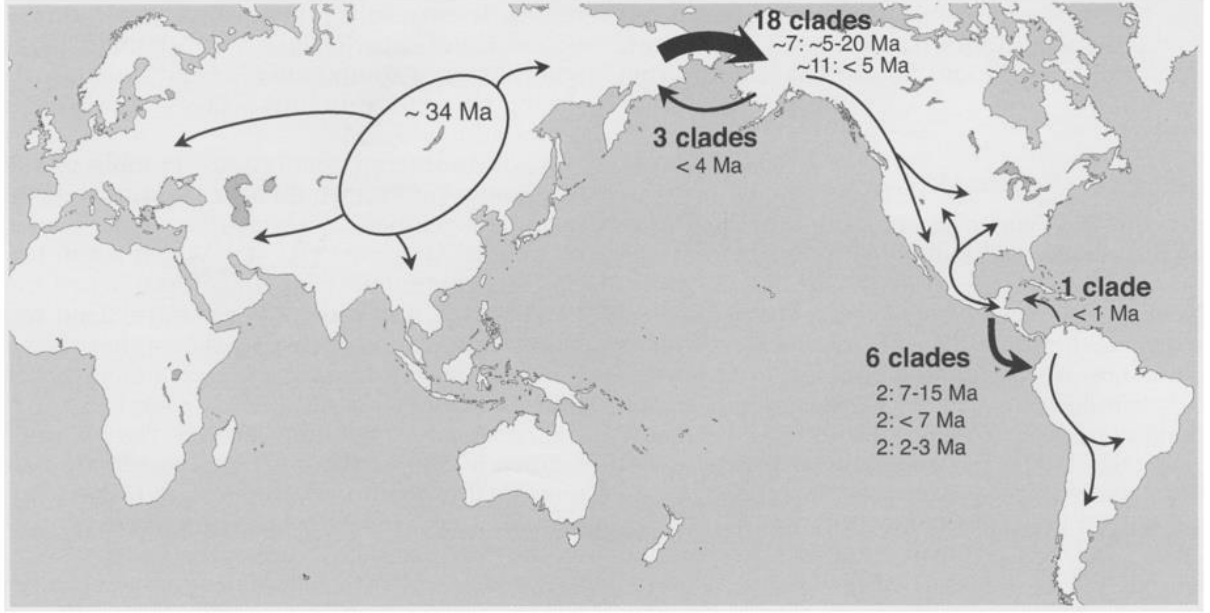 18 clades
~7: ~5-20 Ma
~11: < 5 Ma
~ 34 Ma
3 clades
< 4 Ma
1 clade
< 1 Ma
6 clades
2: 7-15 Ma
2: < 7 Ma
2: 2-3 Ma